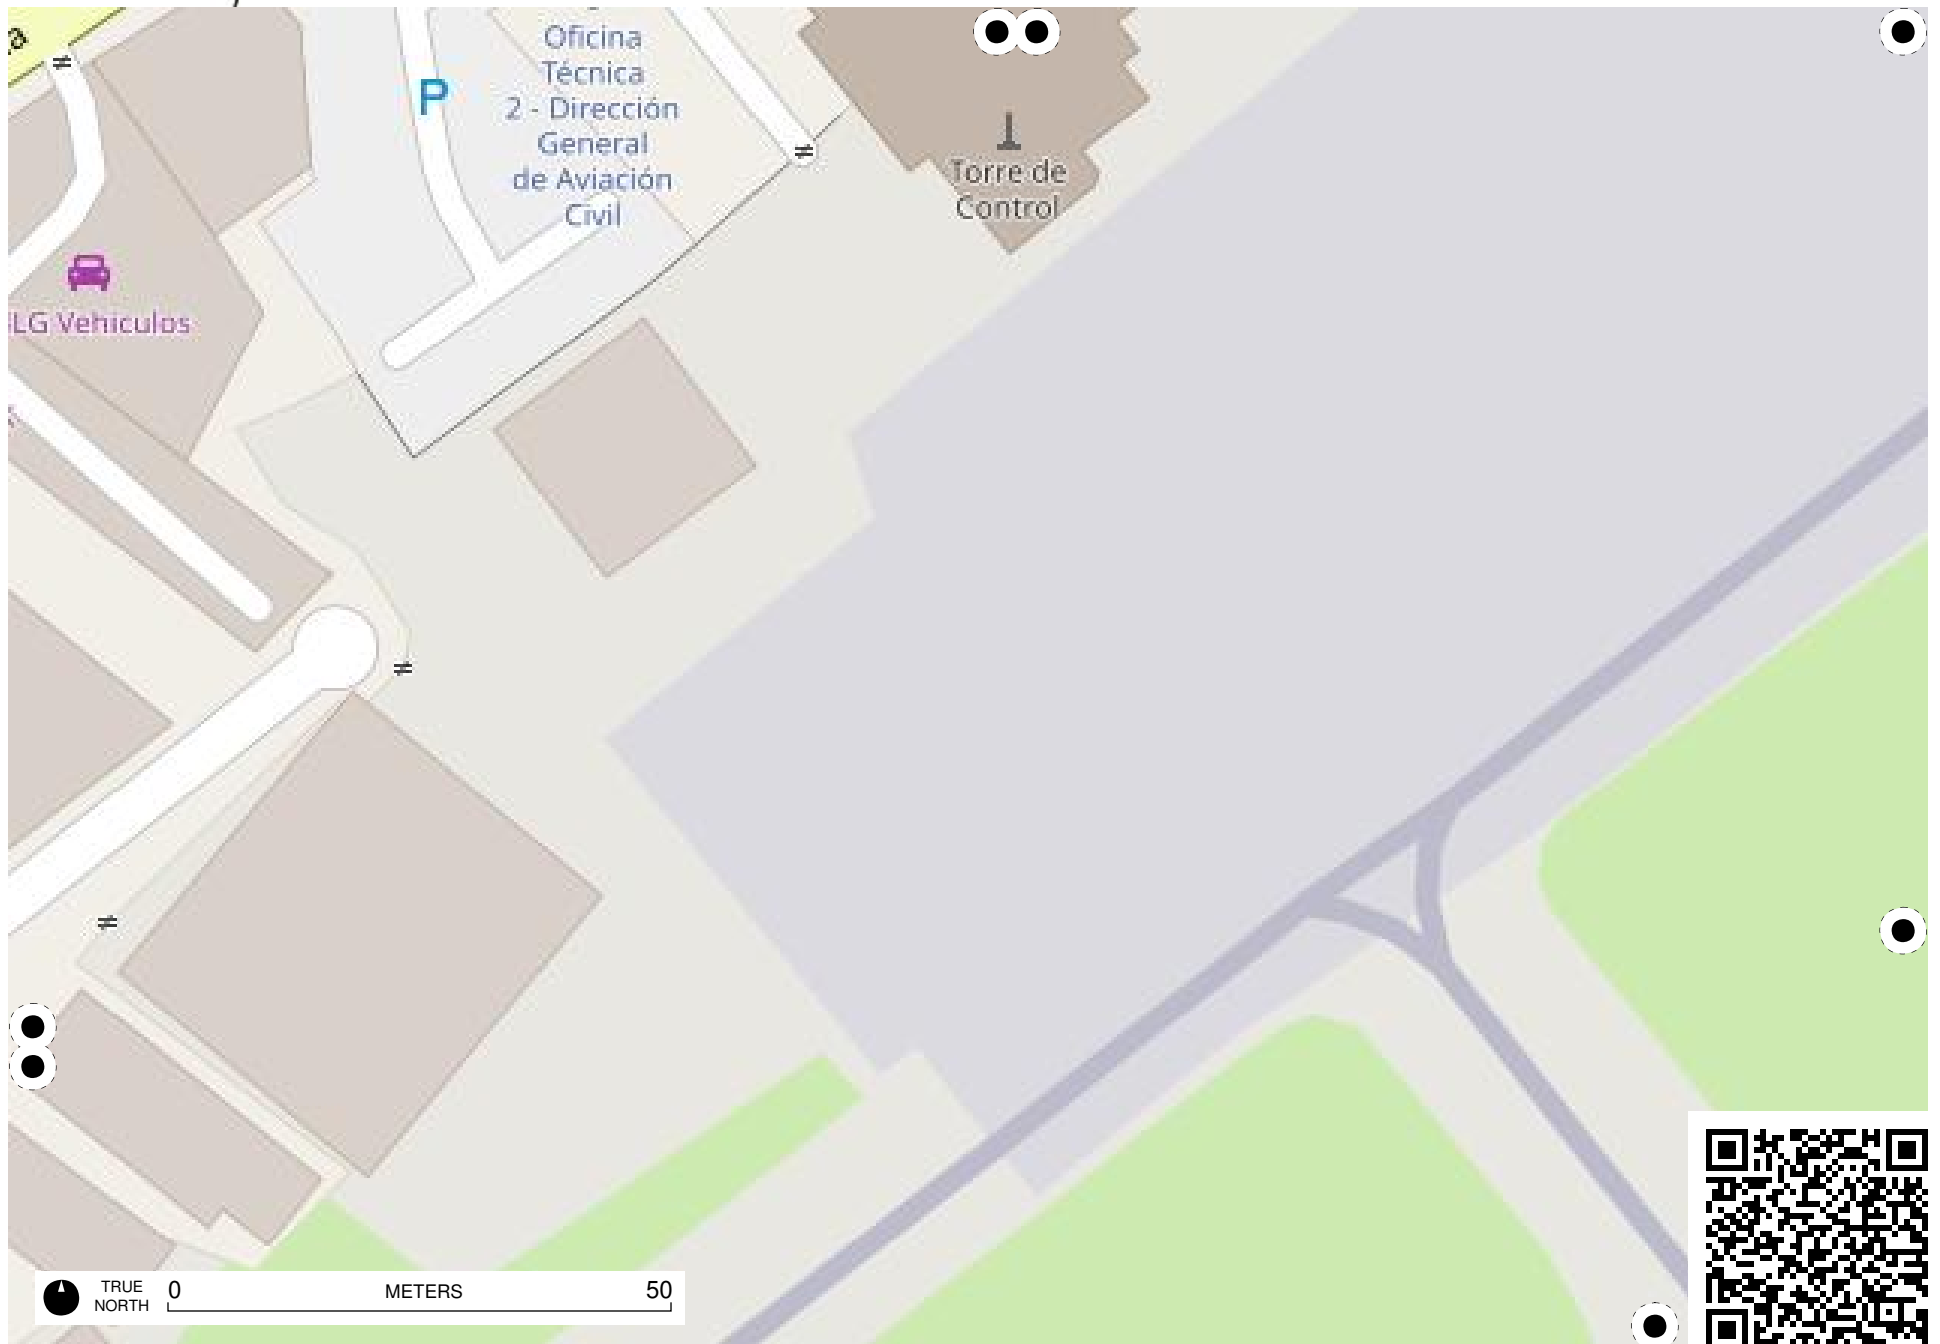 a
Oficina
Técnica
2 - Dirección
General
de Aviación
Civil
P
Torre de
Control
LG Vehiculos
TRUE
NORTH
0
METERS
50